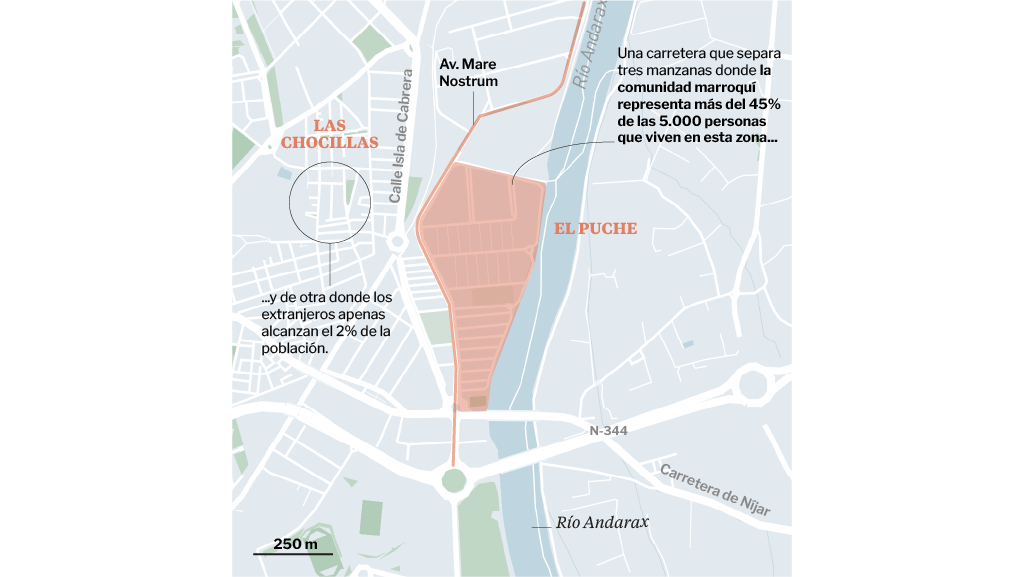 Río Andarax
Una carretera que separa
tres manzanas donde la
comunidad marroquí
representa más del 45%
de las 5.000 personas
que viven en esta zona...
Av. Mare
Nostrum
Calle Isla de Cabrera
LAS
CHOCILLAS
EL PUCHE
...y de otra donde los
extranjeros apenas
alcanzan el 2% de la
población.
N-344
Carretera de Níjar
Río Andarax
250 m